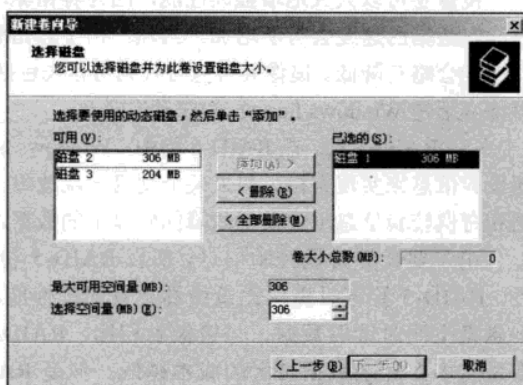 新建卷向导
选择磁盘
您可以选择磁盘并为此卷设置磁盘大小。
选择要使用的动态磁盘，然后单击“添加”。
可用(V):
已选的(S):
磁盘 2 306 MB
磁盘 3 204 MB
添加(A) >
磁盘 1 306 MB
< 删除(R)
< 全部删除(M)
卷大小总数(MB): 0
最大可用空间量(MB): 306
选择空间量(MB)(E): 306
< 上一步(B)
下一步(N) >
取消